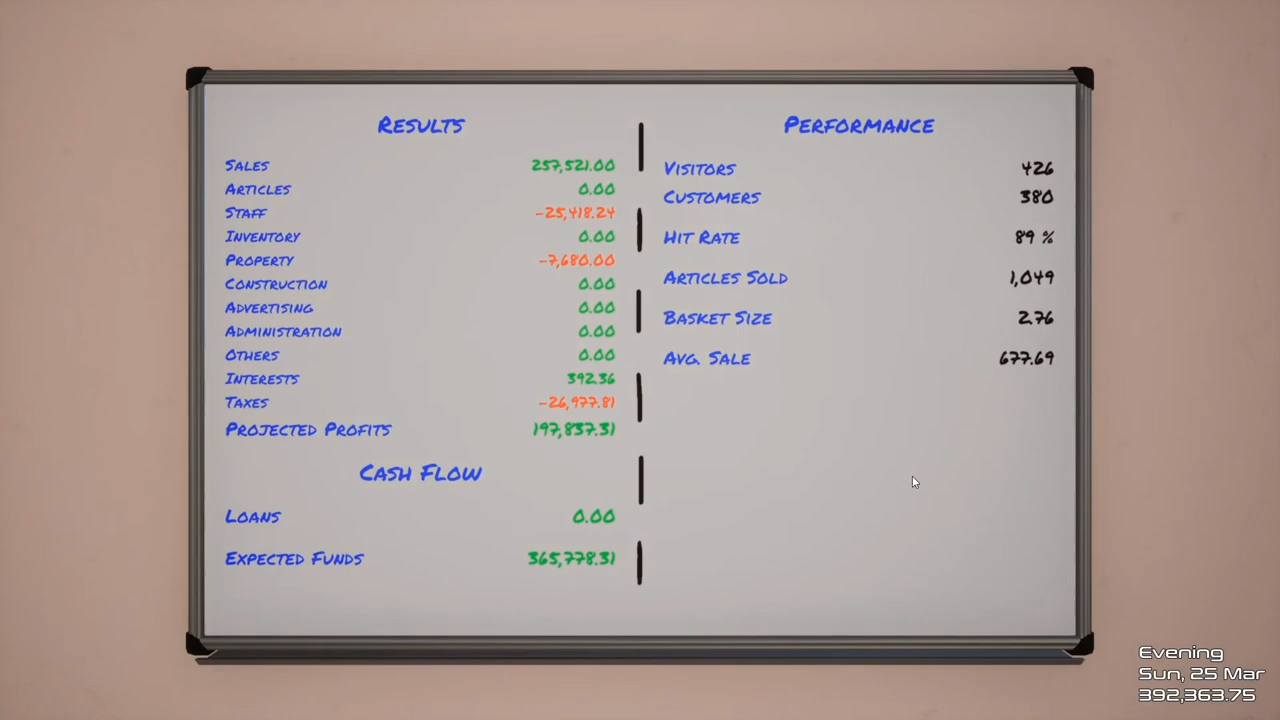 Results
Sales 257,521.00
Articles 0.00
Staff -25,418.24
Inventory 0.00
Property -7,680.00
Construction 0.00
Advertising 0.00
Administration 0.00
Others 0.00
Interests 392.36
Taxes -26,977.81
Projected Profits 197,837.31
Cash Flow
Loans 0.00
Expected Funds 365,778.31
Performance
Visitors 426
Customers 380
Hit Rate 89 %
Articles Sold 1,049
Basket Size 2.76
Avg. Sale 677.69
Evening
Sun, 25 Mar
392,363.75